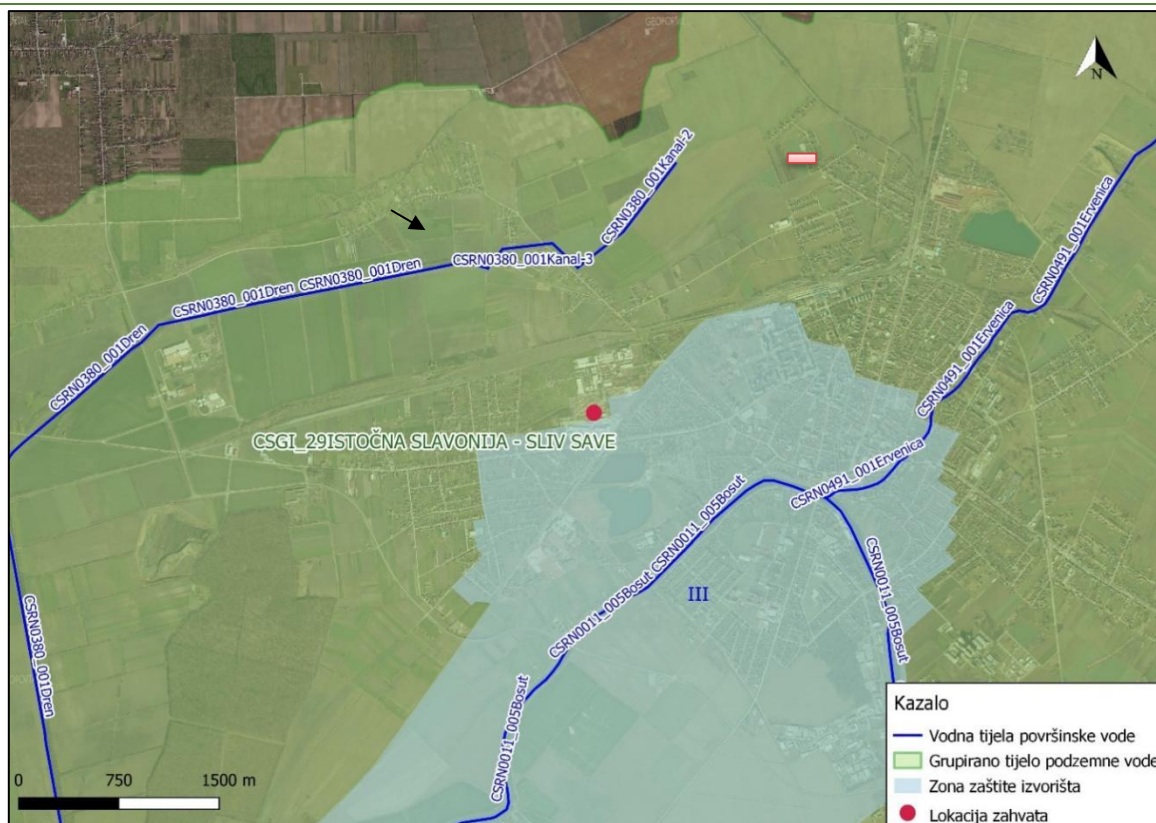 N
CSRN0380_001Kanal-2
CSRN0380_001Kanal-3
CSRN0380_001Dren
CSRN0380_001Dren
CSRN0380_001Dren
CSRN0380_001Dren
CSRN0491_001Ervenica
CSRN0491_001Ervenica
CSRN0491_001Ervenica
CSGI_29ISTOČNA SLAVONIJA - SLIV SAVE
CSRN0011_005Bosut
CSRN0011_005Bosut
CSRN0011_005Bosut
CSRN0011_005Bosut
III
Kazalo
Vodna tijela površinske vode
Grupirano tijelo podzemne vode
Zona zaštite izvorišta
Lokacija zahvata
0 750 1500 m